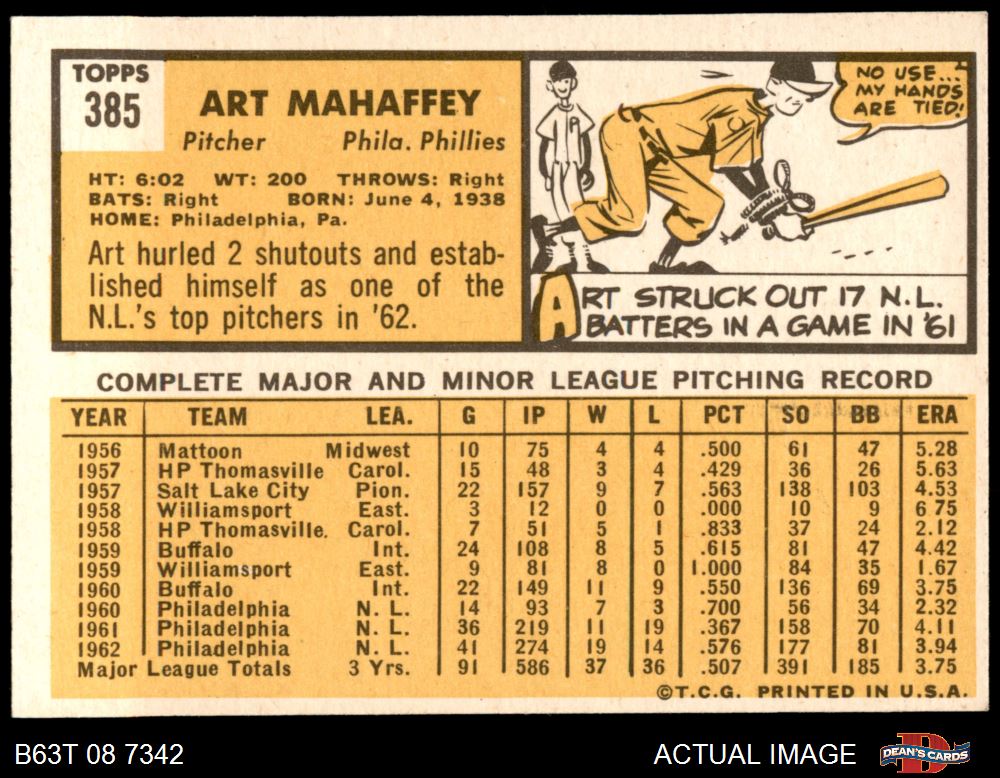 TOPPS
385
ART MAHAFFEY
Pitcher Phila. Phillies
HT: 6:02 WT: 200 THROWS: Right
BATS: Right BORN: June 4, 1938
HOME: Philadelphia, Pa.
Art hurled 2 shutouts and estab-
lished himself as one of the
N.L.'s top pitchers in '62.
NO USE...
MY HANDS
ARE TIED!
P
ART STRUCK OUT 17 N.L.
BATTERS IN A GAME IN '61
COMPLETE MAJOR AND MINOR LEAGUE PITCHING RECORD
YEAR TEAM LEA. G IP W L PCT SO BB ERA
1956 Mattoon Midwest 10 75 4 4 .500 61 47 5.28
1957 HP Thomasville Carol. 15 48 3 4 .429 36 26 5.63
1957 Salt Lake City Pion. 22 157 9 7 .563 138 103 4.53
1958 Williamsport East. 3 12 0 0 .000 10 9 6 75
1958 HP Thomasville. Carol. 7 51 5 1 .833 37 24 2.12
1959 Buffalo Int. 24 108 8 5 .615 81 47 4.42
1959 Williamsport East. 9 81 8 0 1.000 84 35 1.67
1960 Buffalo Int. 22 149 11 9 .550 136 69 3.75
1960 Philadelphia N. L. 14 93 7 3 .700 56 34 2.32
1961 Philadelphia N. L. 36 219 11 19 .367 158 70 4.11
1962 Philadelphia N. L. 41 274 19 14 .576 177 81 3.94
Major League Totals 3 Yrs. 91 586 37 36 .507 391 185 3.75
©T.C.G. PRINTED IN U.S.A.
B63T 08 7342 ACTUAL IMAGE DEAN'S CARDS